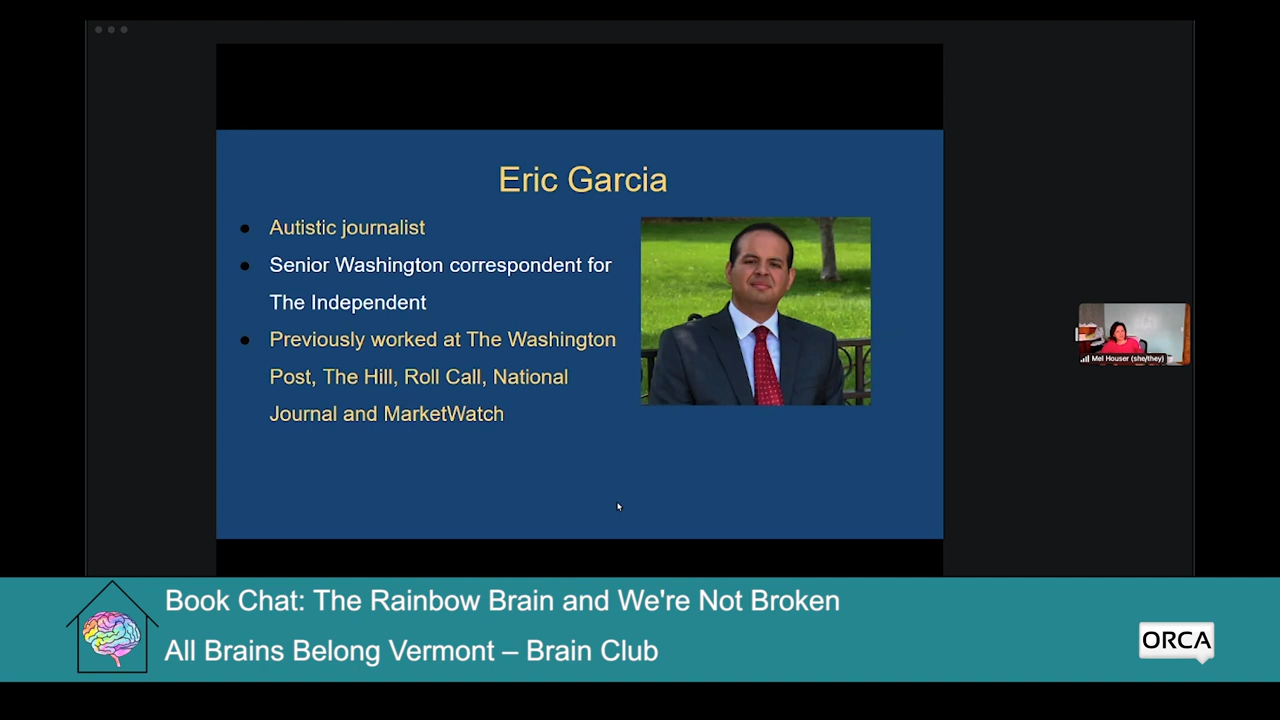 Eric Garcia
Autistic journalist
Senior Washington correspondent for
The Independent
Previously worked at The Washington
Post, The Hill, Roll Call, National
Journal and MarketWatch
Mel Houser (she/they)
Book Chat: The Rainbow Brain and We're Not Broken
All Brains Belong Vermont – Brain Club
ORCA